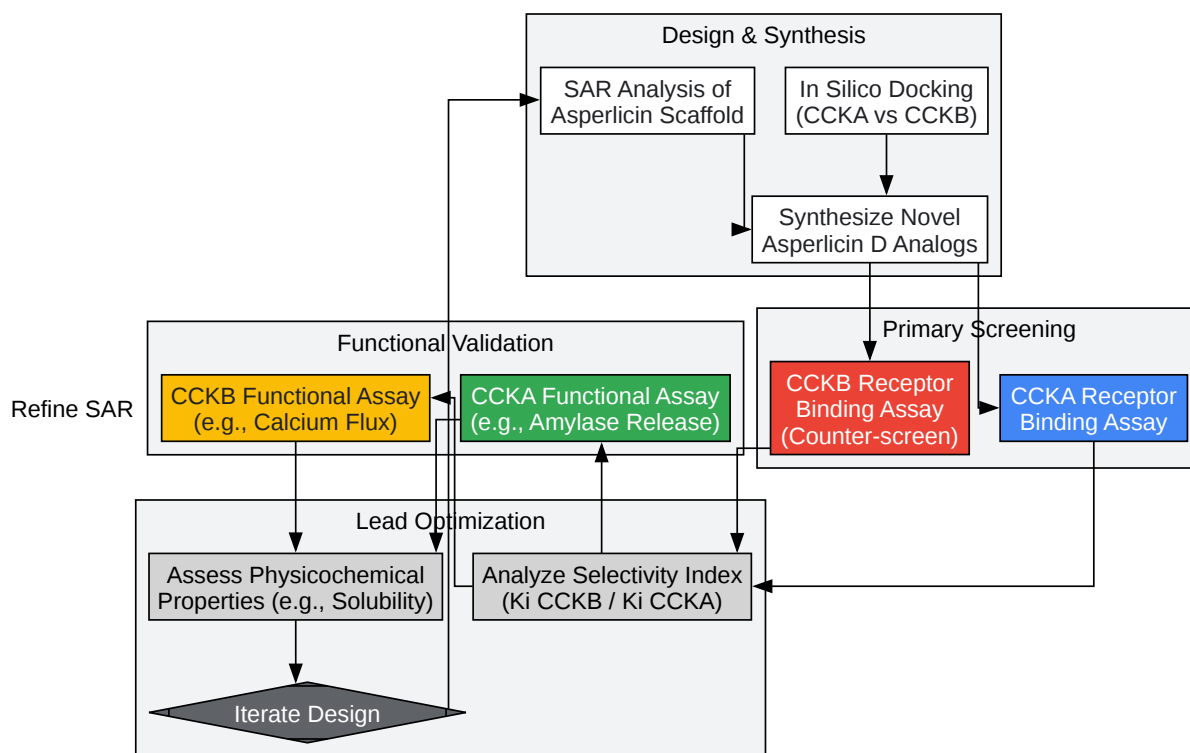 Design & Synthesis
SAR Analysis of
Asperlicin Scaffold
In Silico Docking
(CCKA vs CCKB)
Synthesize Novel
Asperlicin D Analogs
Primary Screening
CCKB Receptor
Binding Assay
(Counter-screen)
CCKA Receptor
Binding Assay
Functional Validation
CCKB Functional Assay
(e.g., Calcium Flux)
CCKA Functional Assay
(e.g., Amylase Release)
Refine SAR
Lead Optimization
Assess Physicochemical
Properties (e.g., Solubility)
Analyze Selectivity Index
(Ki CCKB / Ki CCKA)
Iterate Design